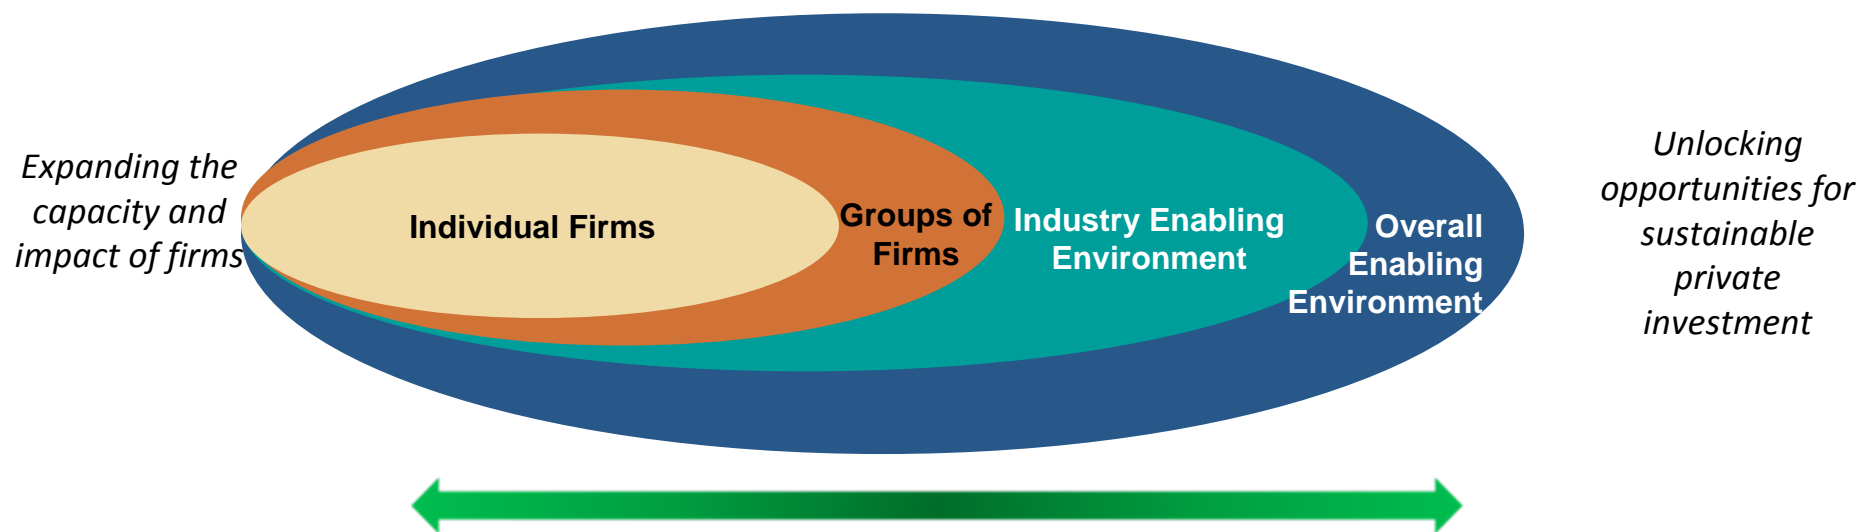 Expanding the
capacity and
impact of firms
Individual Firms
Groups of
Firms
Industry Enabling
Environment
Overall
Enabling
Environment
Unlocking
opportunities for
sustainable
private
investment